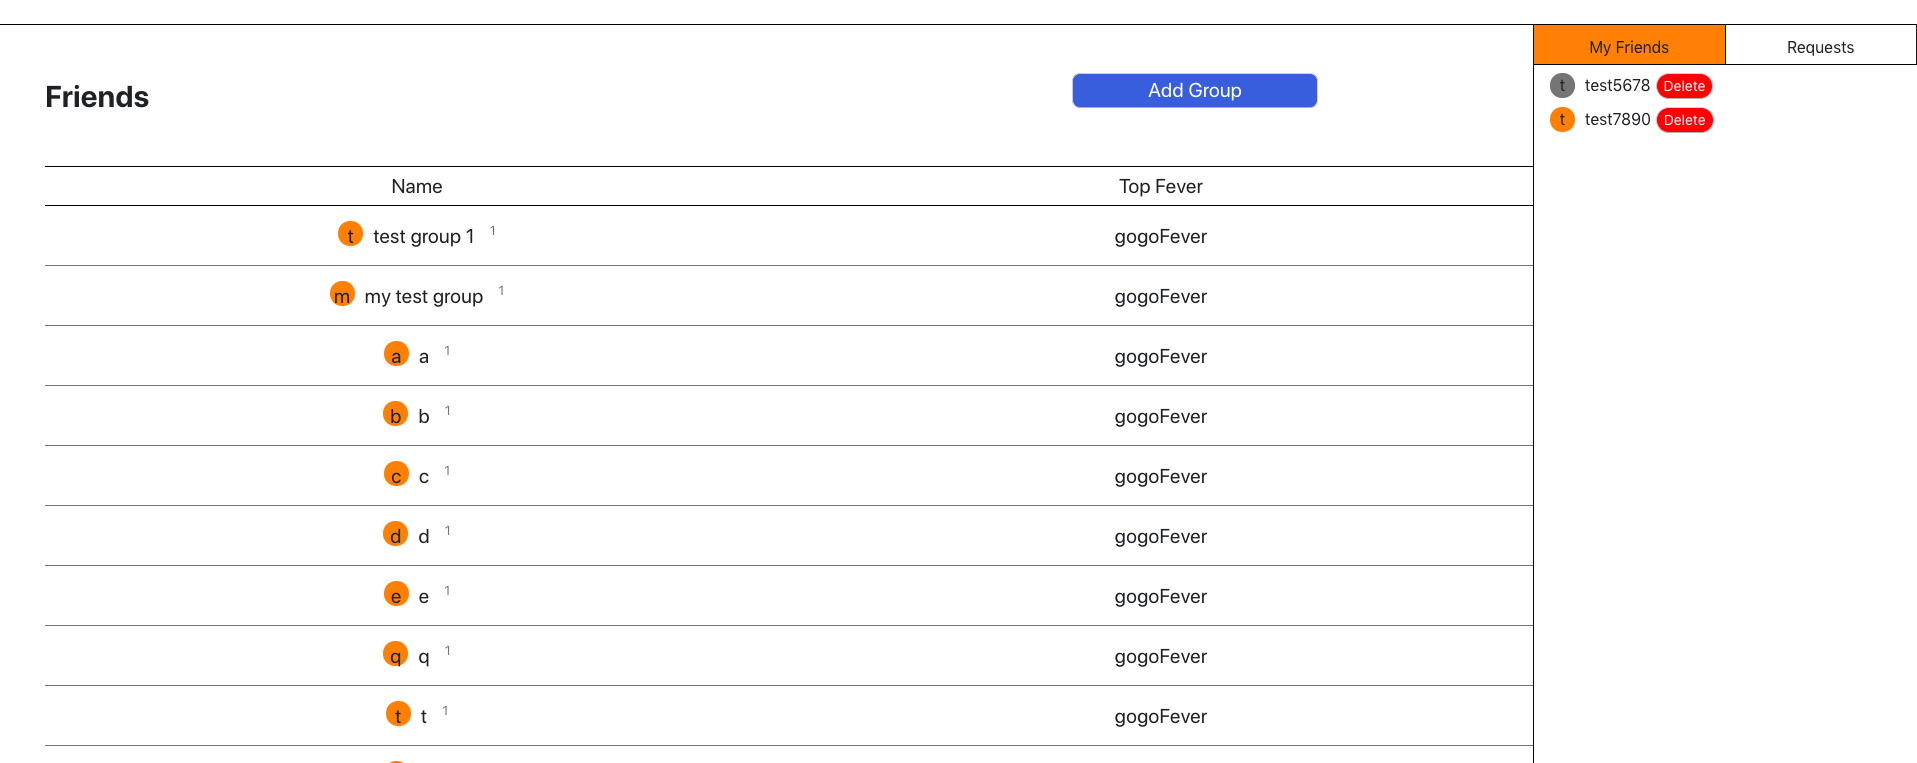 My Friends Requests
Friends
Add Group
t test5678 Delete
t test7890 Delete
Name Top Fever
t test group 1 1 gogoFever
m my test group 1 gogoFever
a a 1 gogoFever
b b 1 gogoFever
c c 1 gogoFever
d d 1 gogoFever
e e 1 gogoFever
q q 1 gogoFever
t t 1 gogoFever